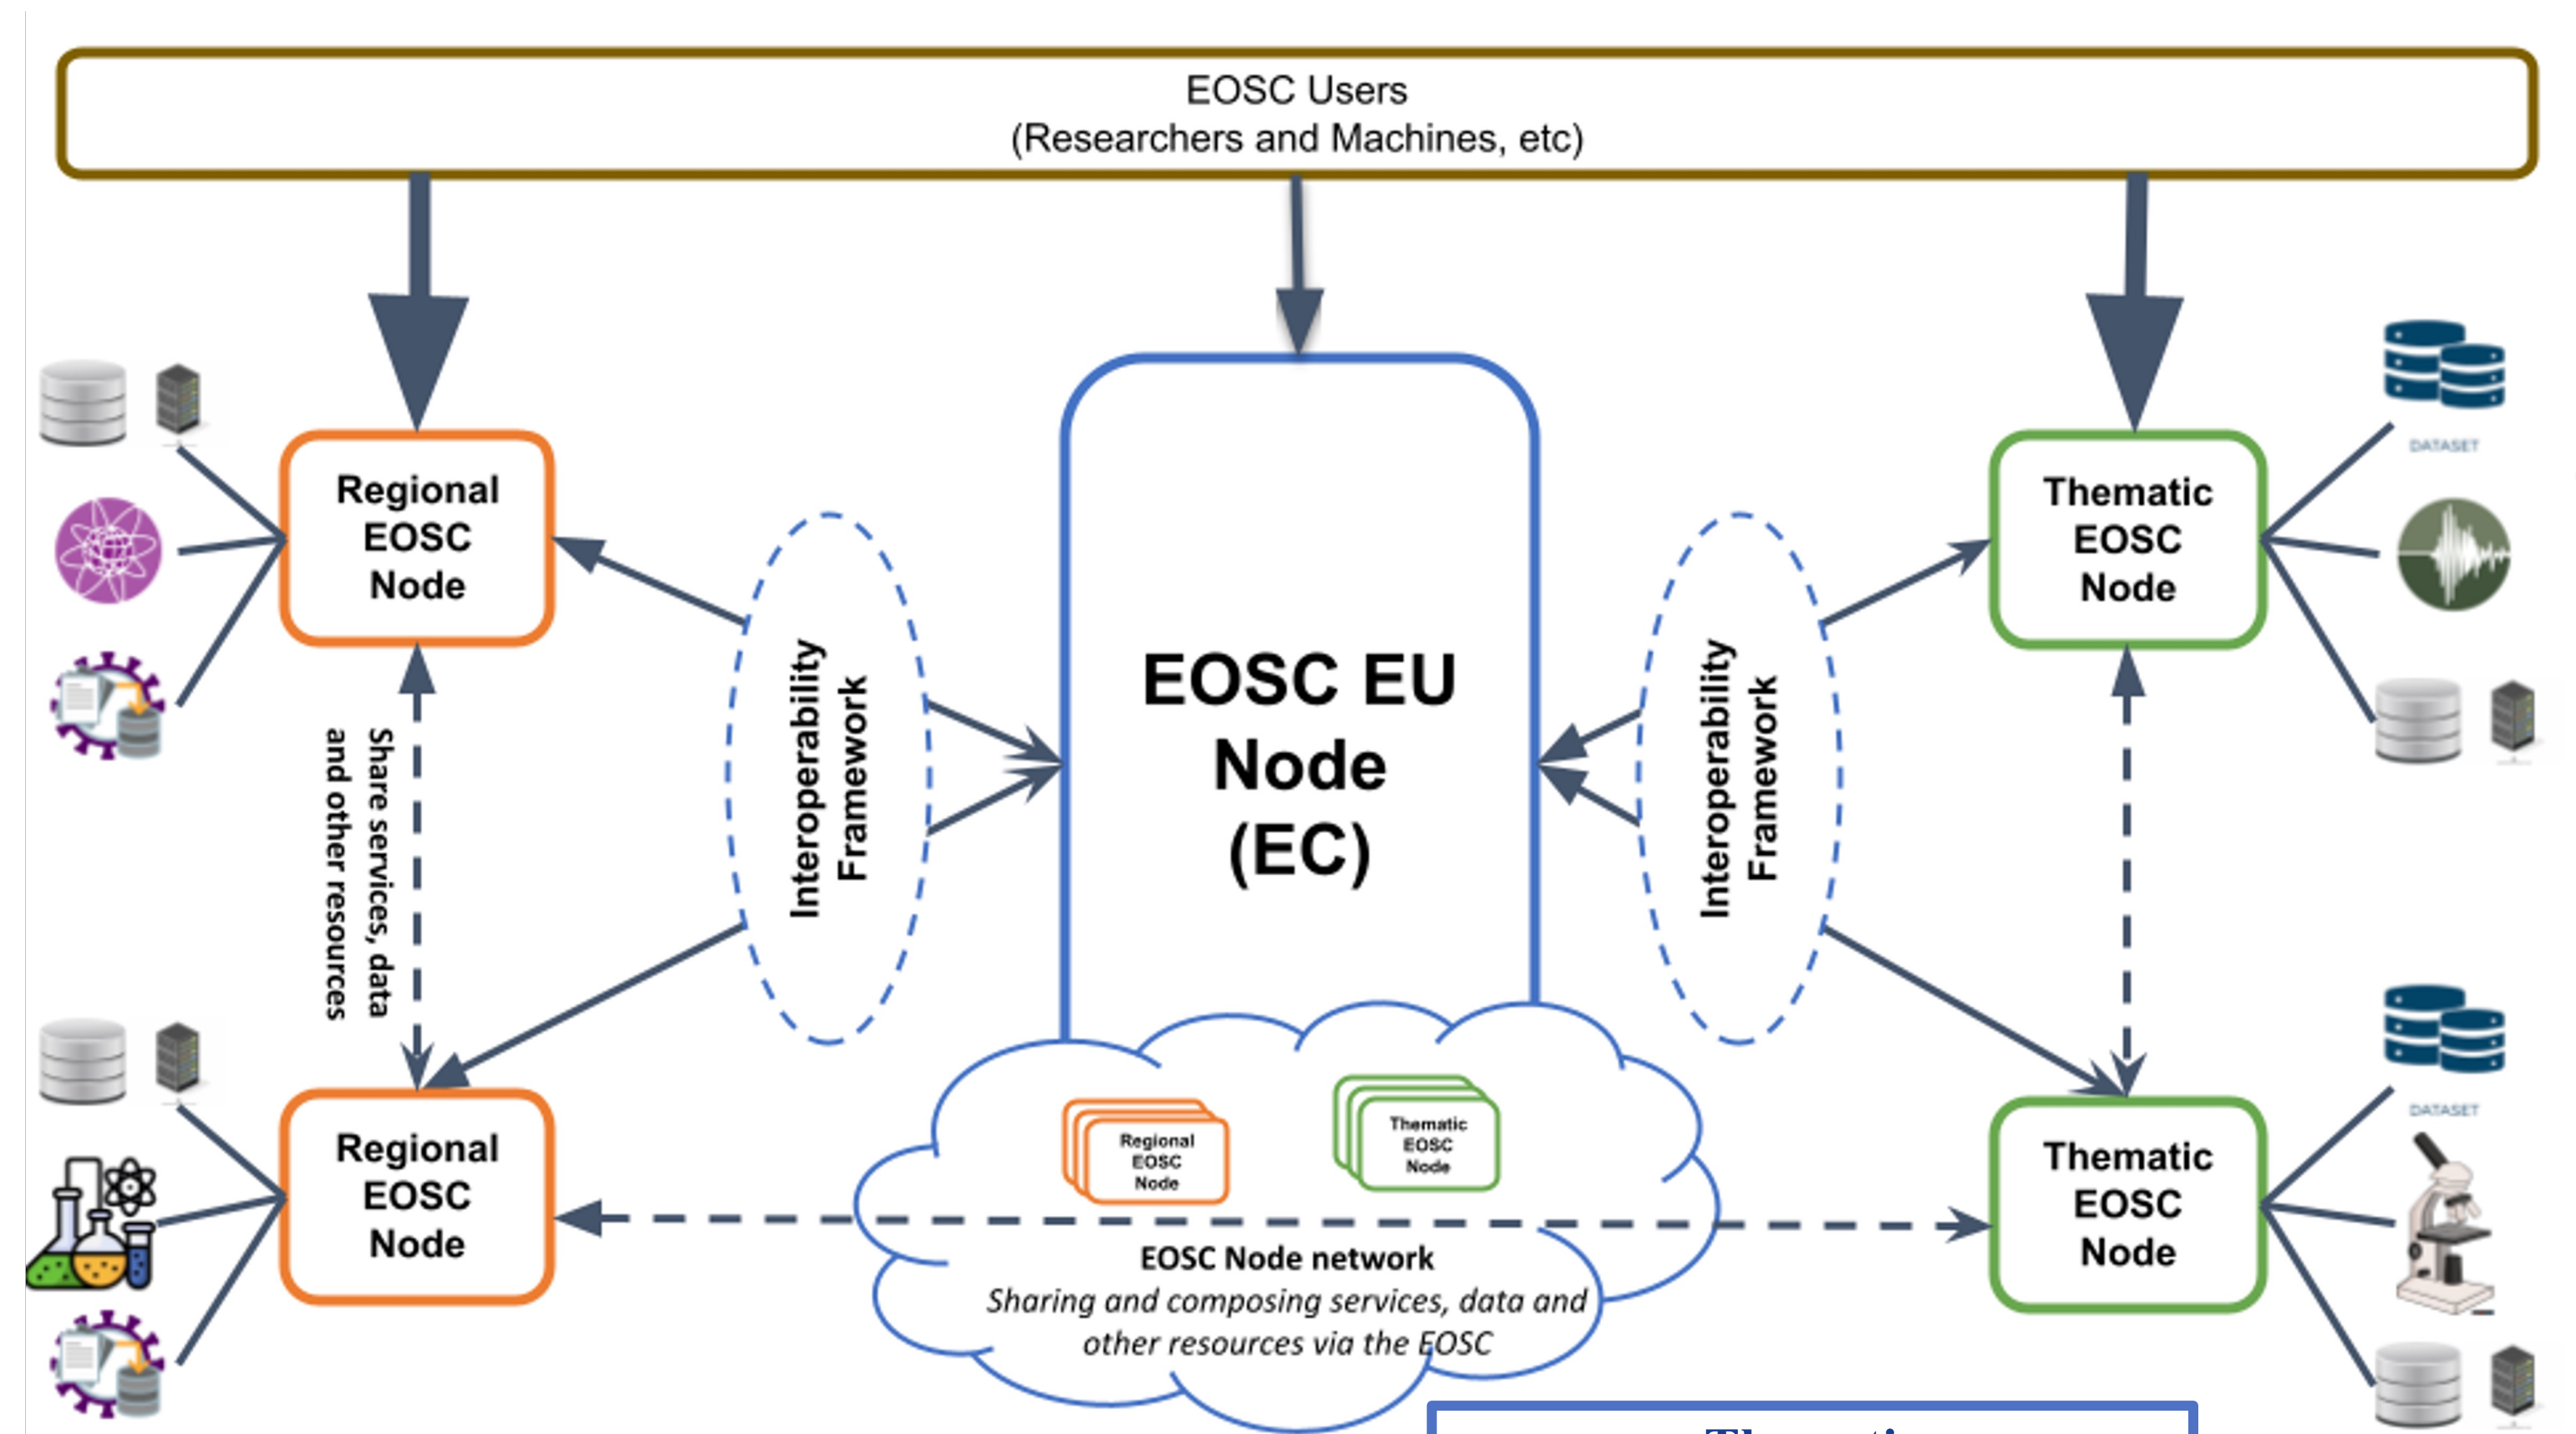 EOSC Users
(Researchers and Machines, etc)
Regional
EOSC
Node
Interoperability
Framework
EOSC EU
Node
(EC)
Interoperability
Framework
Thematic
EOSC
Node
DATASET
Share services, data
and other resources
Regional
EOSC
Node
Regional
EOSC
Node
Thematic
EOSC
Node
EOSC Node network
Sharing and composing services, data and
other resources via the EOSC
Thematic
EOSC
Node
DATASET